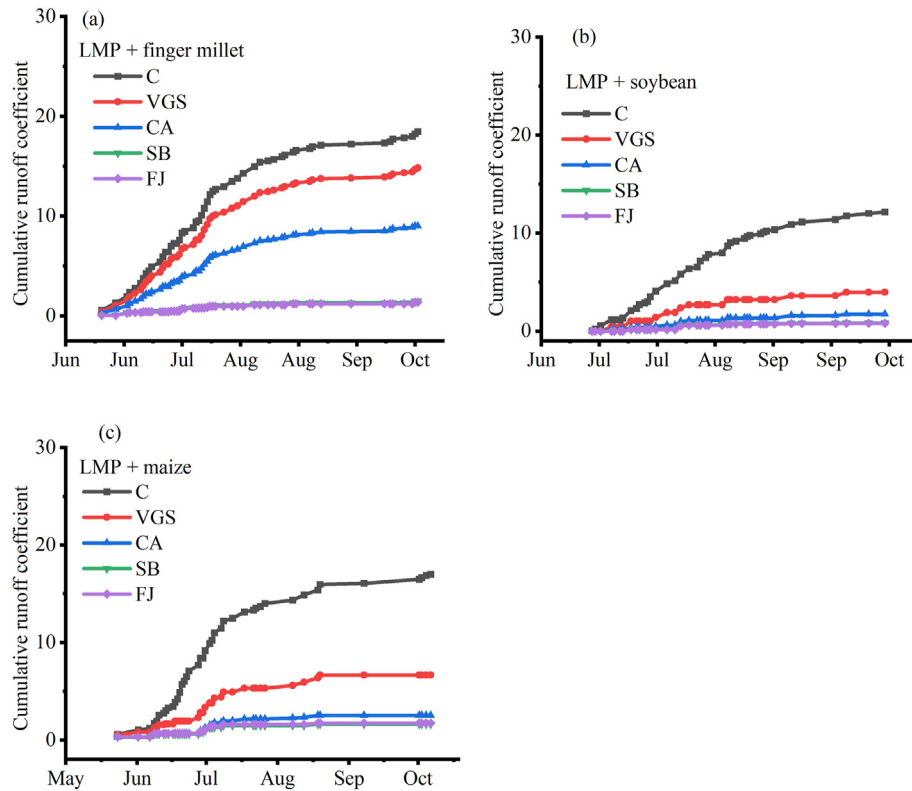 (a)
LMP + finger millet
C
VGS
CA
SB
FJ
Cumulative runoff coefficient
30
20
10
0
Jun Jun Jul Aug Aug Sep Oct
(b)
LMP + soybean
C
VGS
CA
SB
FJ
Cumulative runoff coefficient
30
20
10
0
Jun Jul Jul Aug Sep Sep Oct
(c)
LMP + maize
C
VGS
CA
SB
FJ
Cumulative runoff coefficient
30
20
10
0
May Jun Jul Aug Sep Oct